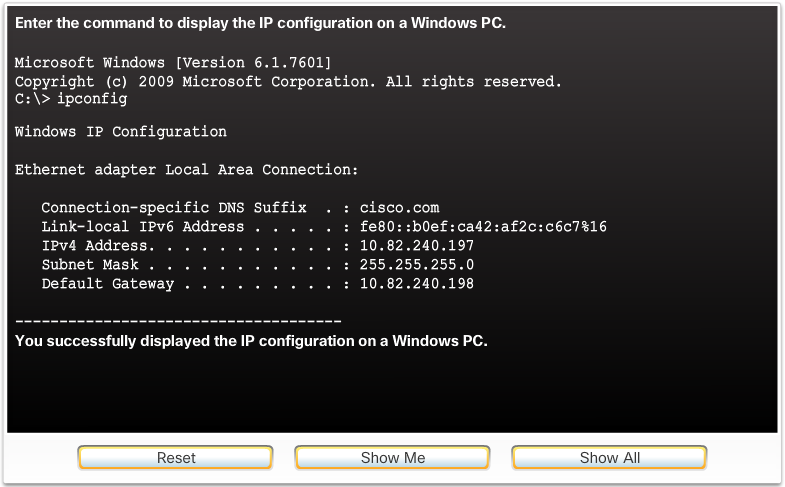 Enter the command to display the IP configuration on a Windows PC.
Microsoft Windows [Version 6.1.7601]
Copyright (c) 2009 Microsoft Corporation. All rights reserved.
C:\> ipconfig
Windows IP Configuration
Ethernet adapter Local Area Connection:
Connection-specific DNS Suffix . : cisco.com
Link-local IPv6 Address . . . . . : fe80::b0ef:ca42:af2c:c6c7%16
IPv4 Address. . . . . . . . . . . : 10.82.240.197
Subnet Mask . . . . . . . . . . . : 255.255.255.0
Default Gateway . . . . . . . . . : 10.82.240.198
-------------------------------------
You successfully displayed the IP configuration on a Windows PC.
Reset Show Me Show All